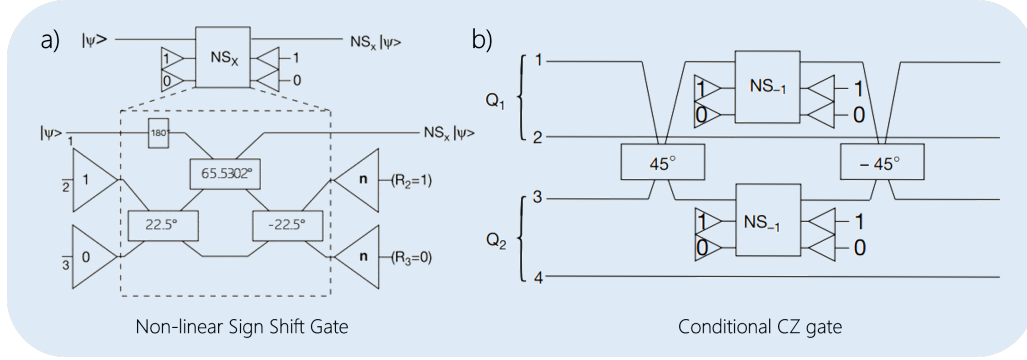 a)
|ψ>
NSₓ
NSₓ|ψ>
1
1
0
0
|ψ>
1
180°
NSₓ|ψ>
65.5302°
2
1
n
(R₂=1)
22.5°
-22.5°
3
0
n
(R₃=0)
Non-linear Sign Shift Gate
b)
Q₁
1
NS₋₁
1
1
0
0
2
45°
– 45°
Q₂
3
NS₋₁
1
1
0
0
4
Conditional CZ gate